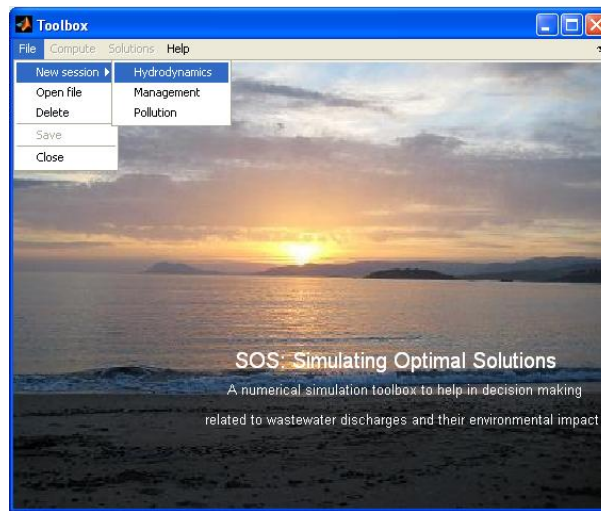 Toolbox
File Compute Solutions Help
New session Hydrodynamics
Open file Management
Delete Pollution
Save
Close
SOS: Simulating Optimal Solutions
A numerical simulation toolbox to help in decision making
related to wastewater discharges and their environmental impact